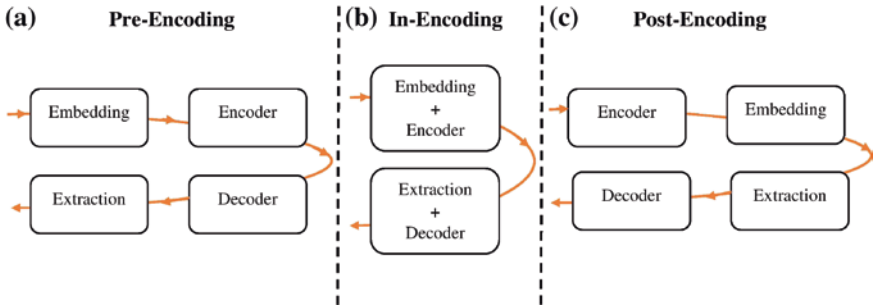 (a) Pre-Encoding
Embedding
Encoder
Extraction
Decoder
(b) In-Encoding
Embedding
+
Encoder
Extraction
+
Decoder
(c) Post-Encoding
Encoder
Embedding
Decoder
Extraction